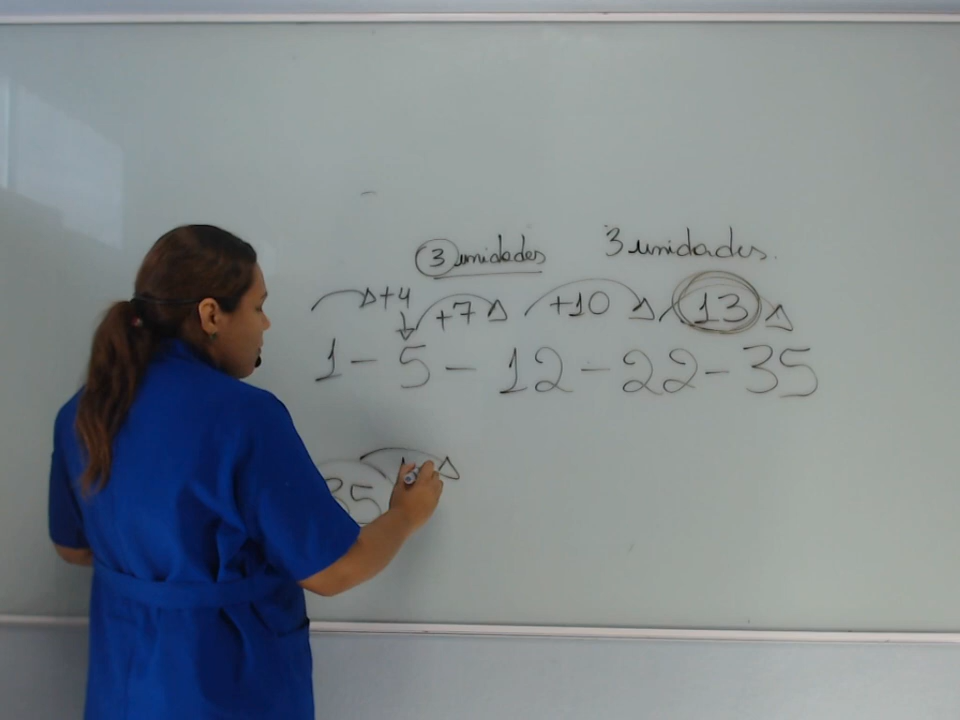 3 unidades 3 unidades.
+4 +7 +10 13
1 - 5 - 12 - 22 - 35
35